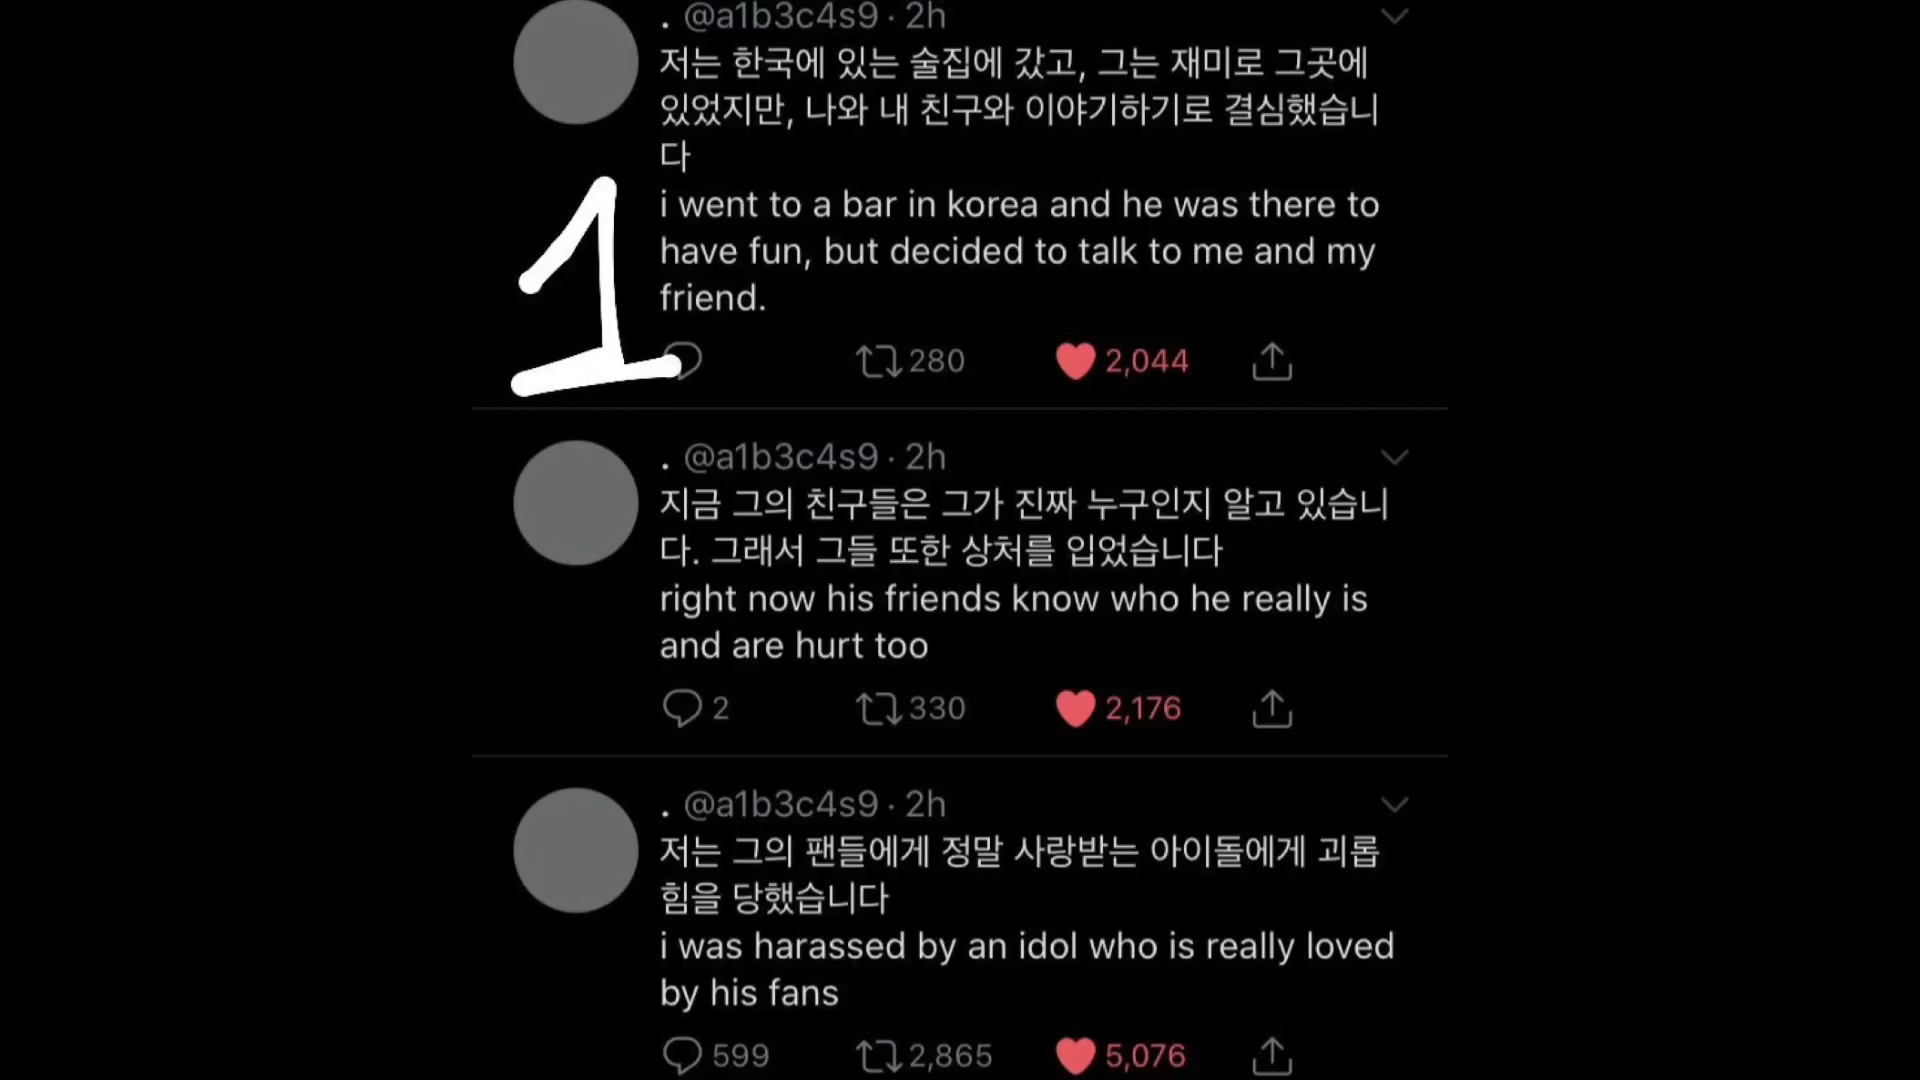 . @a1b3c4s9 · 2h
저는 한국에 있는 술집에 갔고, 그는 재미로 그곳에
있었지만, 나와 내 친구와 이야기하기로 결심했습니
다
i went to a bar in korea and he was there to
have fun, but decided to talk to me and my
friend.
1
280 2,044
. @a1b3c4s9 · 2h
지금 그의 친구들은 그가 진짜 누구인지 알고 있습니
다. 그래서 그들 또한 상처를 입었습니다
right now his friends know who he really is
and are hurt too
2 330 2,176
. @a1b3c4s9 · 2h
저는 그의 팬들에게 정말 사랑받는 아이돌에게 괴롭
힘을 당했습니다
i was harassed by an idol who is really loved
by his fans
599 2,865 5,076